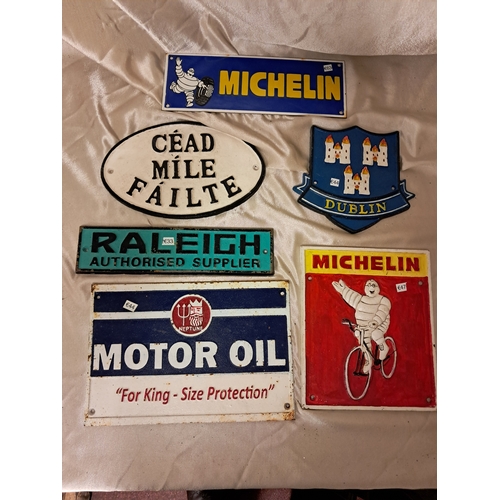 MICHELIN
CÉAD
MÍLE
FÁILTE
DUBLIN
RALEIGH
AUTHORISED SUPPLIER
MICHELIN
NEPTUNE
MOTOR OIL
"For King - Size Protection"